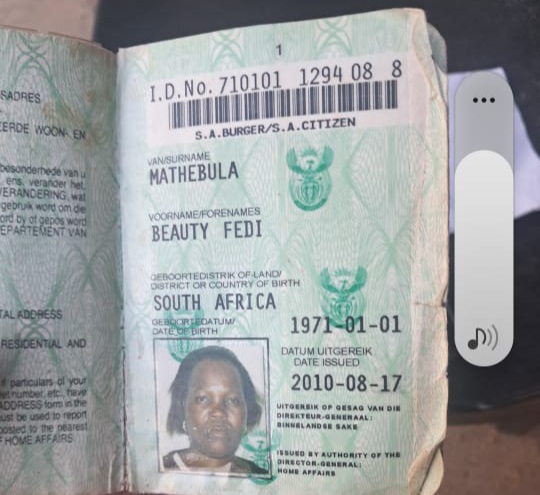 SADRES
EERDE WOON- EN
besonderhede van u
ens, verander het,
VERANDERING, wat
gebruik word om die
ord by of gepos word
EPARTEMENT VAN
TAL ADDRESS
RESIDENTIAL AND
if particulars of your
net number, etc., have
ADDRESS form in the
ust be used to report
posted to the nearest
F HOME AFFAIRS
1
I.D.No. 710101 1294 08 8
S.A.BURGER/S.A.CITIZEN
VAN/SURNAME
MATHEBULA
VOORNAME/FORENAMES
BEAUTY FEDI
GEBOORTEDISTRIK OF-LAND/
DISTRICT OR COUNTRY OF BIRTH
SOUTH AFRICA
GEBOORTEDATUM/
DATE OF BIRTH
1971-01-01
DATUM UITGEREIK
DATE ISSUED
2010-08-17
UITGEREIK OP GESAG VAN DIE
DIREKTEUR-GENERAAL:
BINNELANDSE SAKE
ISSUED BY AUTHORITY OF THE
DIRECTOR-GENERAL:
HOME AFFAIRS